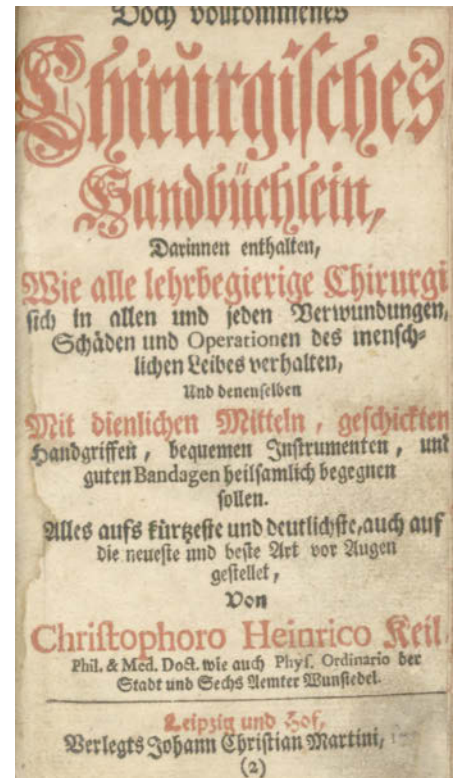 Doch vollkommenes
Chirurgisches
Handbüchlein,
Darinnen enthalten,
Wie alle lehrbegierige Chirurgi
sich in allen und jeden Verwundungen,
Schäden und Operationen des mensch-
lichen Leibes verhalten,
Und denenselben
Mit dienlichen Mitteln, geschickten
Handgriffen, bequemen Instrumenten, und
guten Bandagen heilsamlich begegnen
sollen.
Alles aufs kürtzeste und deutlichste, auch auf
die neueste und beste Art vor Augen
gestellet,
Von
Christophoro Heinrico Keil,
Phil. & Med. Doct. wie auch Phys. Ordinario der
Stadt und Sechs Aemter Wunsiedel.
Leipzig und Hof,
Verlegts Johann Christian Martini,
(2)